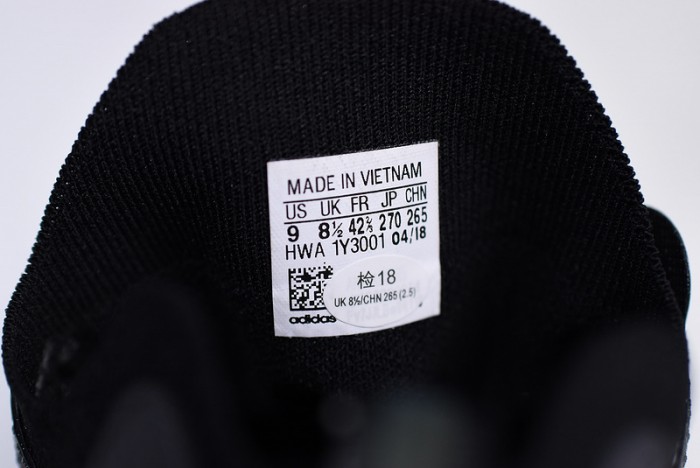 MADE IN VIETNAM
US UK FR JP CHN
9 8½ 42⅔ 270 265
HWA 1Y3001 04/18
检18
UK 8½/CHN 265 (2.5)
adidas